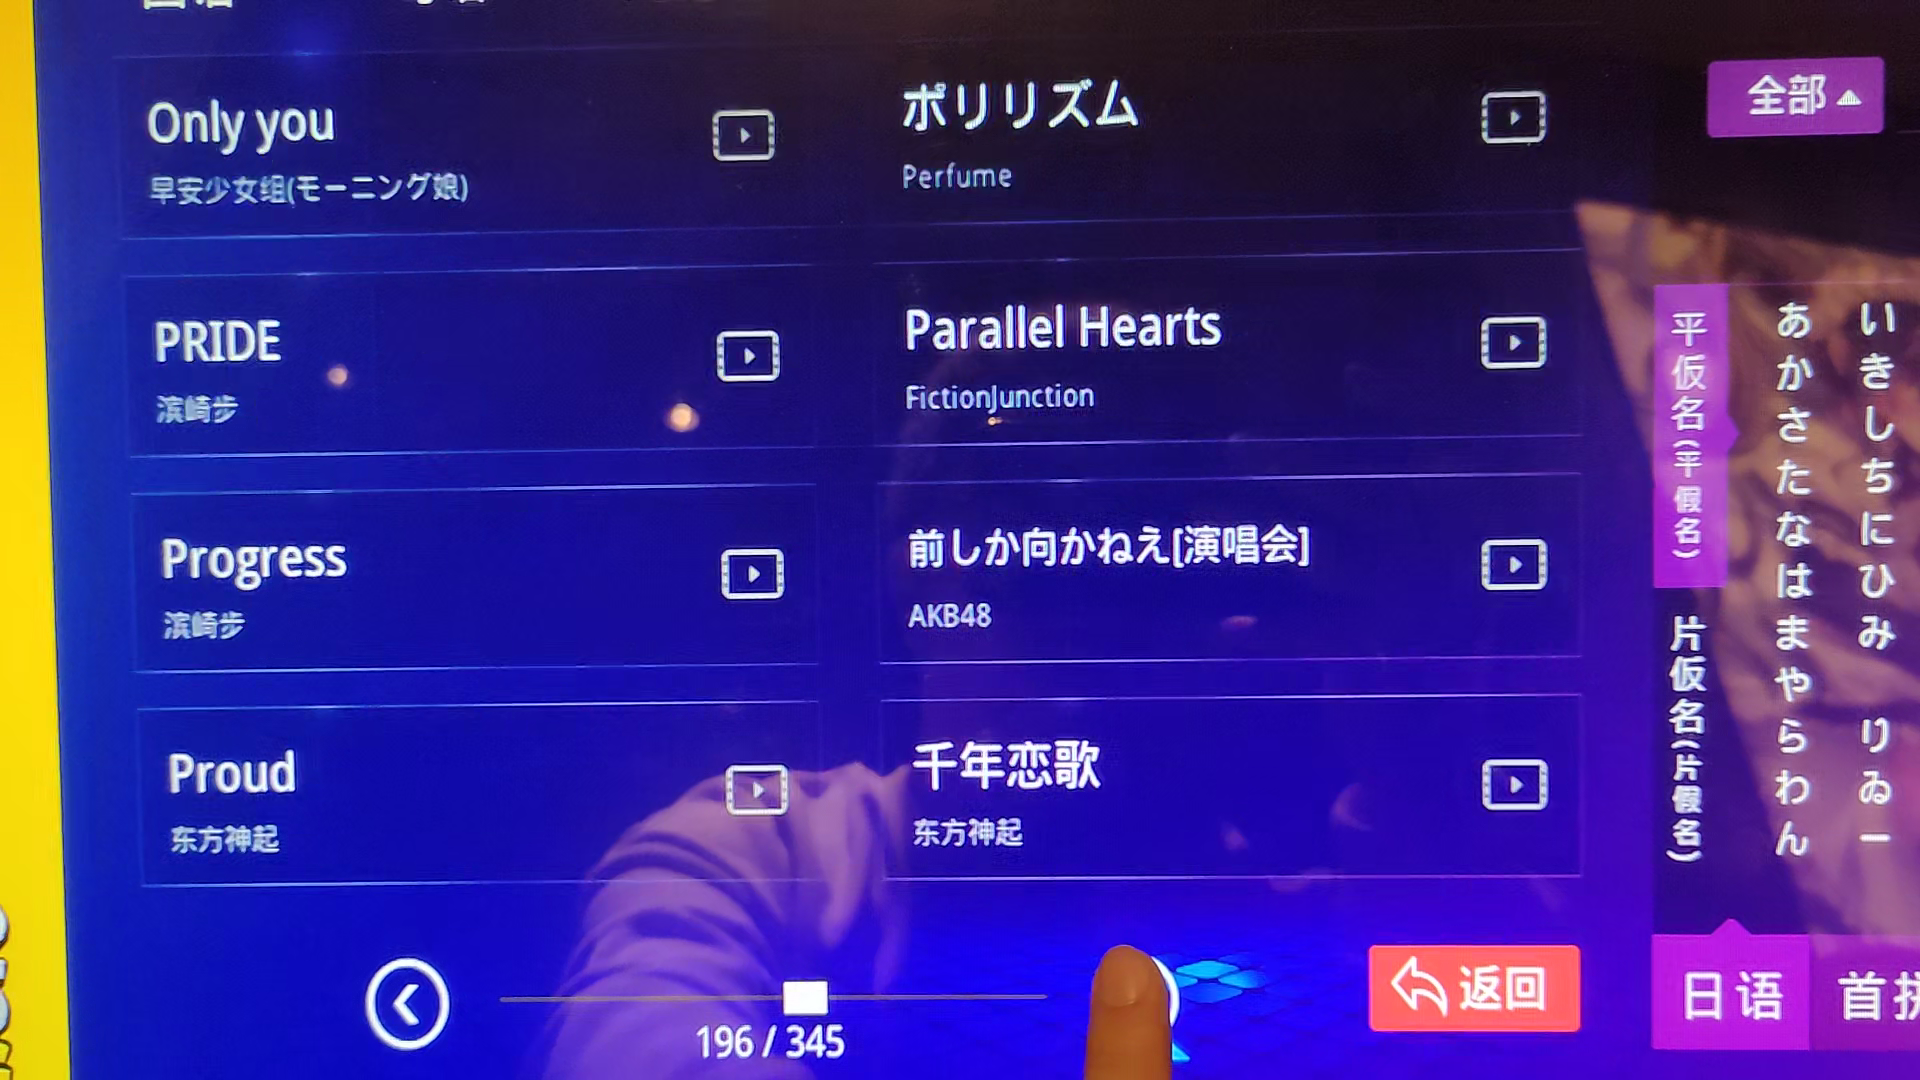 Only you
早安少女组(モーニング娘)
ポリリズム
Perfume
PRIDE
滨崎步
Parallel Hearts
FictionJunction
Progress
滨崎步
前しか向かねえ[演唱会]
AKB48
Proud
东方神起
千年恋歌
东方神起
196 / 345
返回
全部
平仮名(平假名)
片仮名(片假名)
あかさたなはまやらわん
いきしちにひみ りゐー
日语
首拼